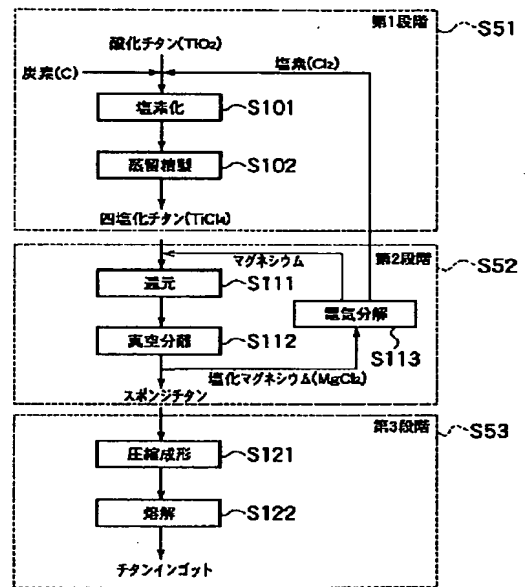 第1段階
S51
酸化チタン(TiO₂)
炭素(C)
塩素(Cl₂)
塩素化
S101
蒸留精製
S102
四塩化チタン(TiCl₄)
第2段階
S52
マグネシウム
還元
S111
電気分解
S113
真空分離
S112
塩化マグネシウム(MgCl₂)
スポンジチタン
第3段階
S53
圧縮成形
S121
熔解
S122
チタンインゴット